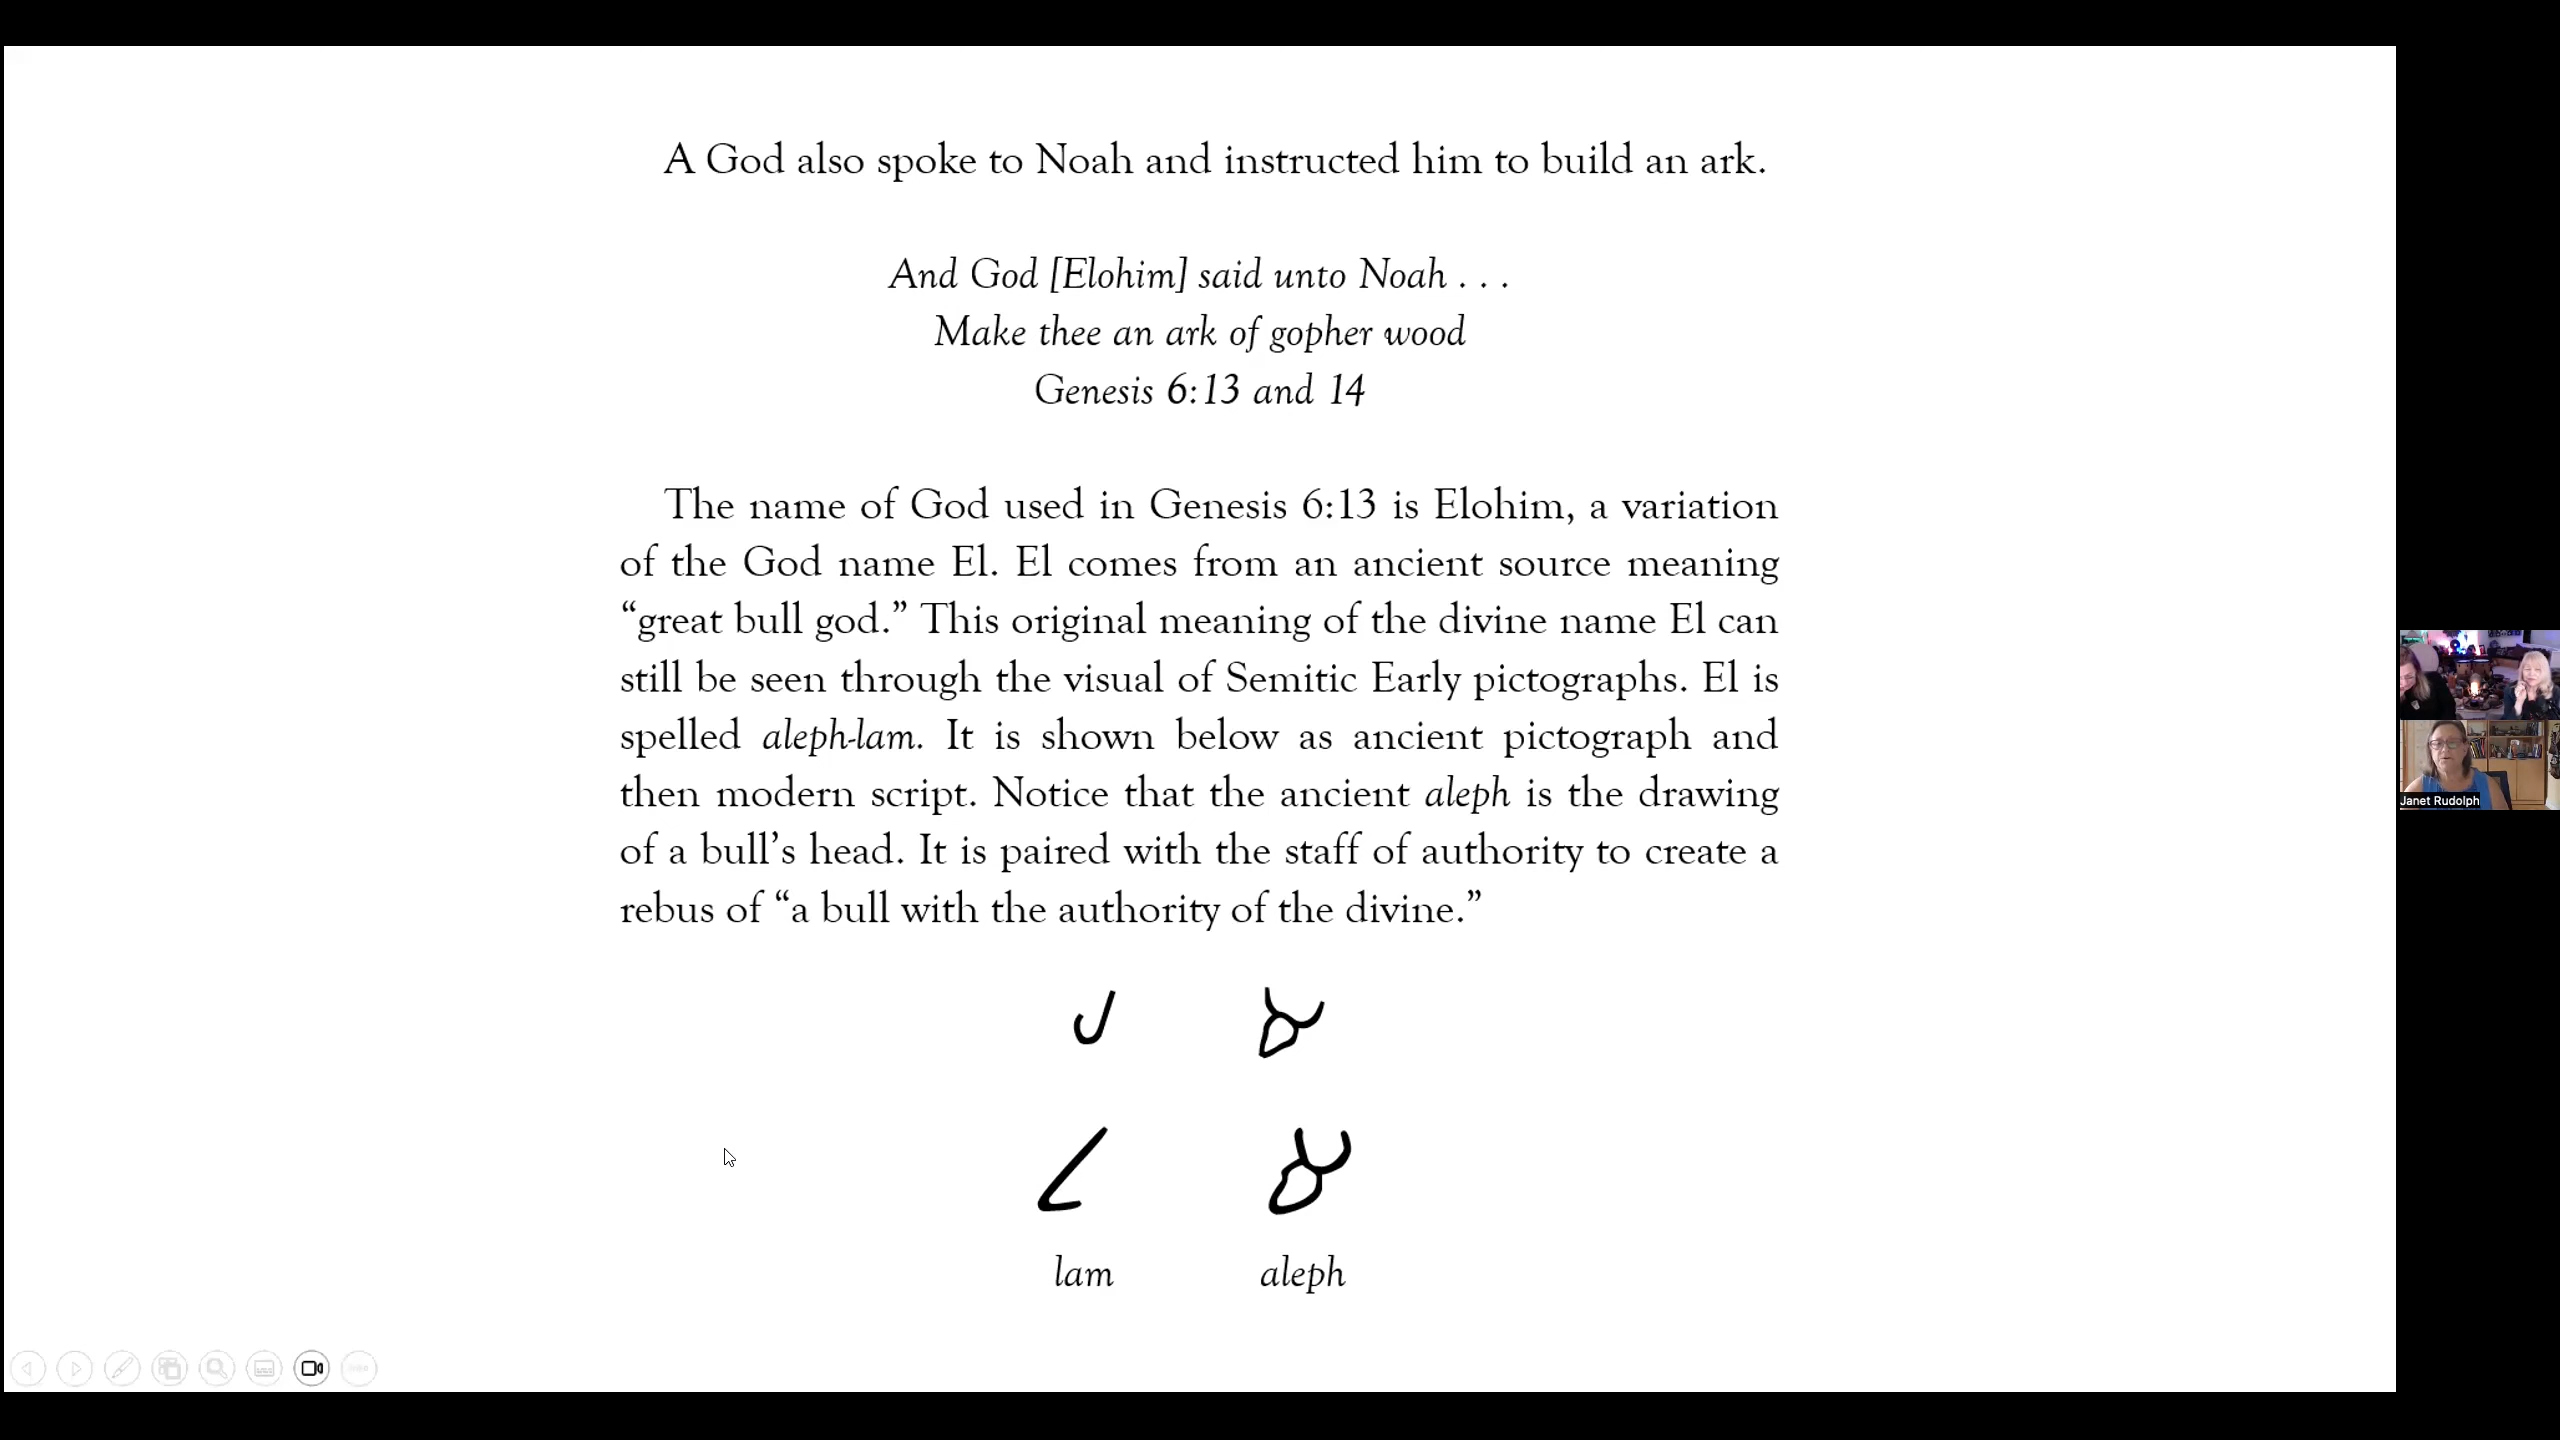 A God also spoke to Noah and instructed him to build an ark.
And God [Elohim] said unto Noah . . .
Make thee an ark of gopher wood
Genesis 6:13 and 14
The name of God used in Genesis 6:13 is Elohim, a variation
of the God name El. El comes from an ancient source meaning
“great bull god.” This original meaning of the divine name El can
still be seen through the visual of Semitic Early pictographs. El is
spelled aleph-lam. It is shown below as ancient pictograph and
then modern script. Notice that the ancient aleph is the drawing
of a bull’s head. It is paired with the staff of authority to create a
rebus of “a bull with the authority of the divine.”
lam aleph
Janet Rudolph